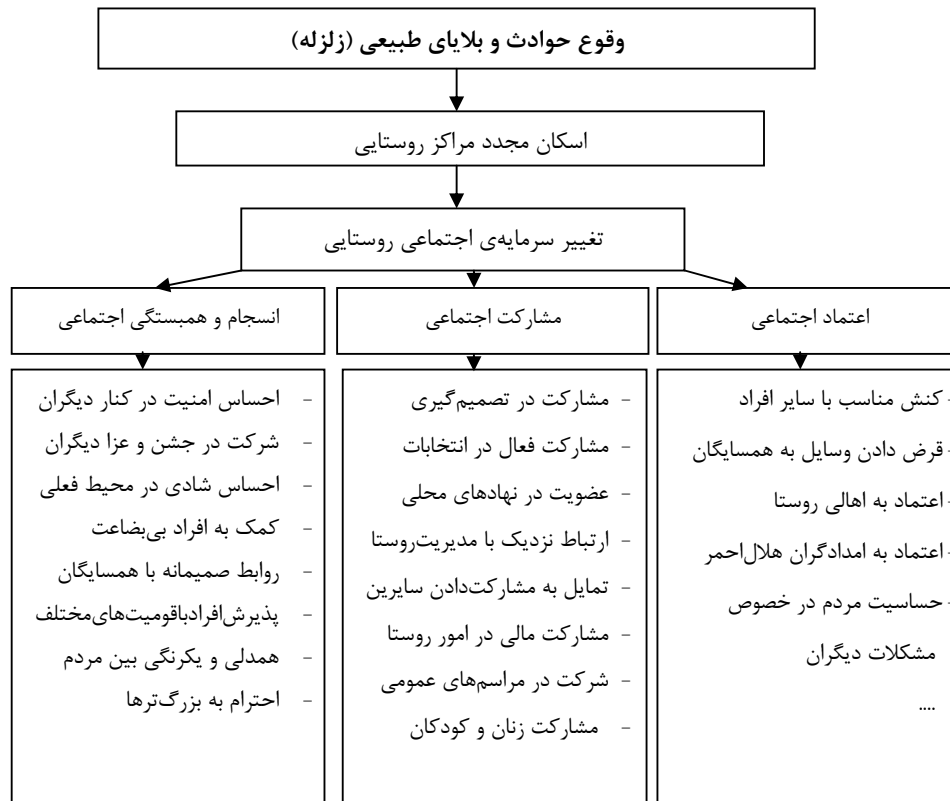 وقوع حوادث و بلایای طبیعی (زلزله)
اسکان مجدد مراکز روستایی
تغییر سرمایه‌ی اجتماعی روستایی
اعتماد اجتماعی
- کنش مناسب با سایر افراد
- قرض دادن وسایل به همسایگان
- اعتماد به اهالی روستا
- اعتماد به امدادگران هلال‌احمر
- حساسیت مردم در خصوص
مشکلات دیگران
....
مشارکت اجتماعی
- مشارکت در تصمیم‌گیری
- مشارکت فعال در انتخابات
- عضویت در نهادهای محلی
- ارتباط نزدیک با مدیریت‌روستا
- تمایل به مشارکت‌دادن سایرین
- مشارکت مالی در امور روستا
- شرکت در مراسم‌های عمومی
- مشارکت زنان و کودکان
انسجام و همبستگی اجتماعی
- احساس امنیت در کنار دیگران
- شرکت در جشن و عزا دیگران
- احساس شادی در محیط فعلی
- کمک به افراد بی‌بضاعت
- روابط صمیمانه با همسایگان
- پذیرش‌افرادباقومیت‌های‌مختلف
- همدلی و یکرنگی بین مردم
- احترام به بزرگ‌ترها